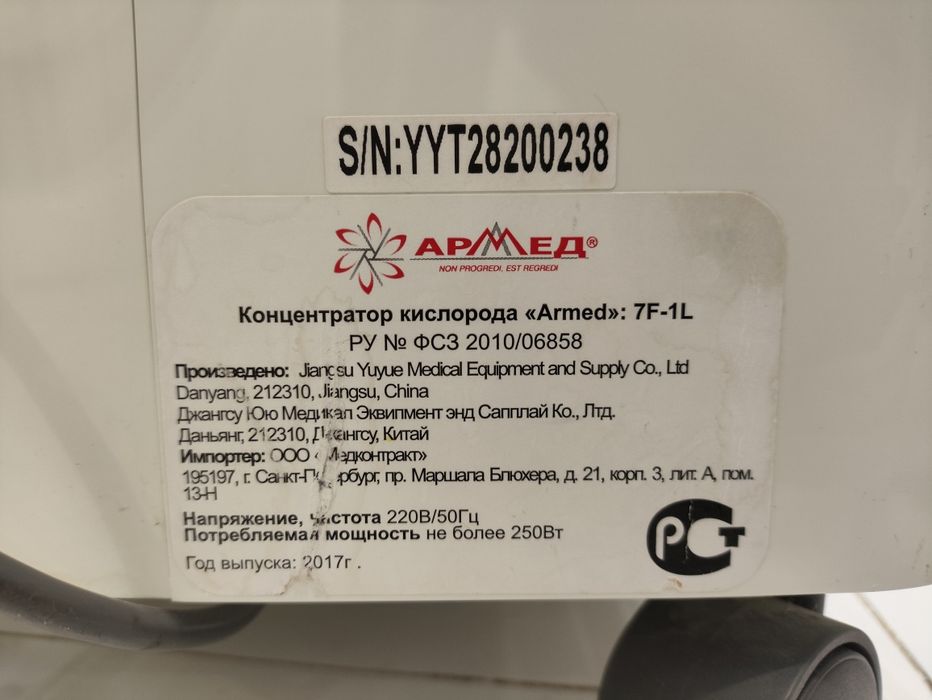 S/N:YYT28200238
АРМЕД®
NON PROGREDI, EST REGREDI
Концентратор кислорода «Armed»: 7F-1L
РУ № ФСЗ 2010/06858
Произведено: Jiangsu Yuyue Medical Equipment and Supply Co., Ltd
Danyang, 212310, Jiangsu, China
Джангсу Юю Медикал Эквипмент энд Сапплай Ко., Лтд.
Даньянг, 212310, Джангсу, Китай
Импортер: ООО «Медконтракт»
195197, г. Санкт-Петербург, пр. Маршала Блюхера, д. 21, корп. 3, лит. А, пом.
13-Н
Напряжение, частота 220В/50Гц
Потребляемая мощность не более 250Вт
Год выпуска: 2017г .
РСТ